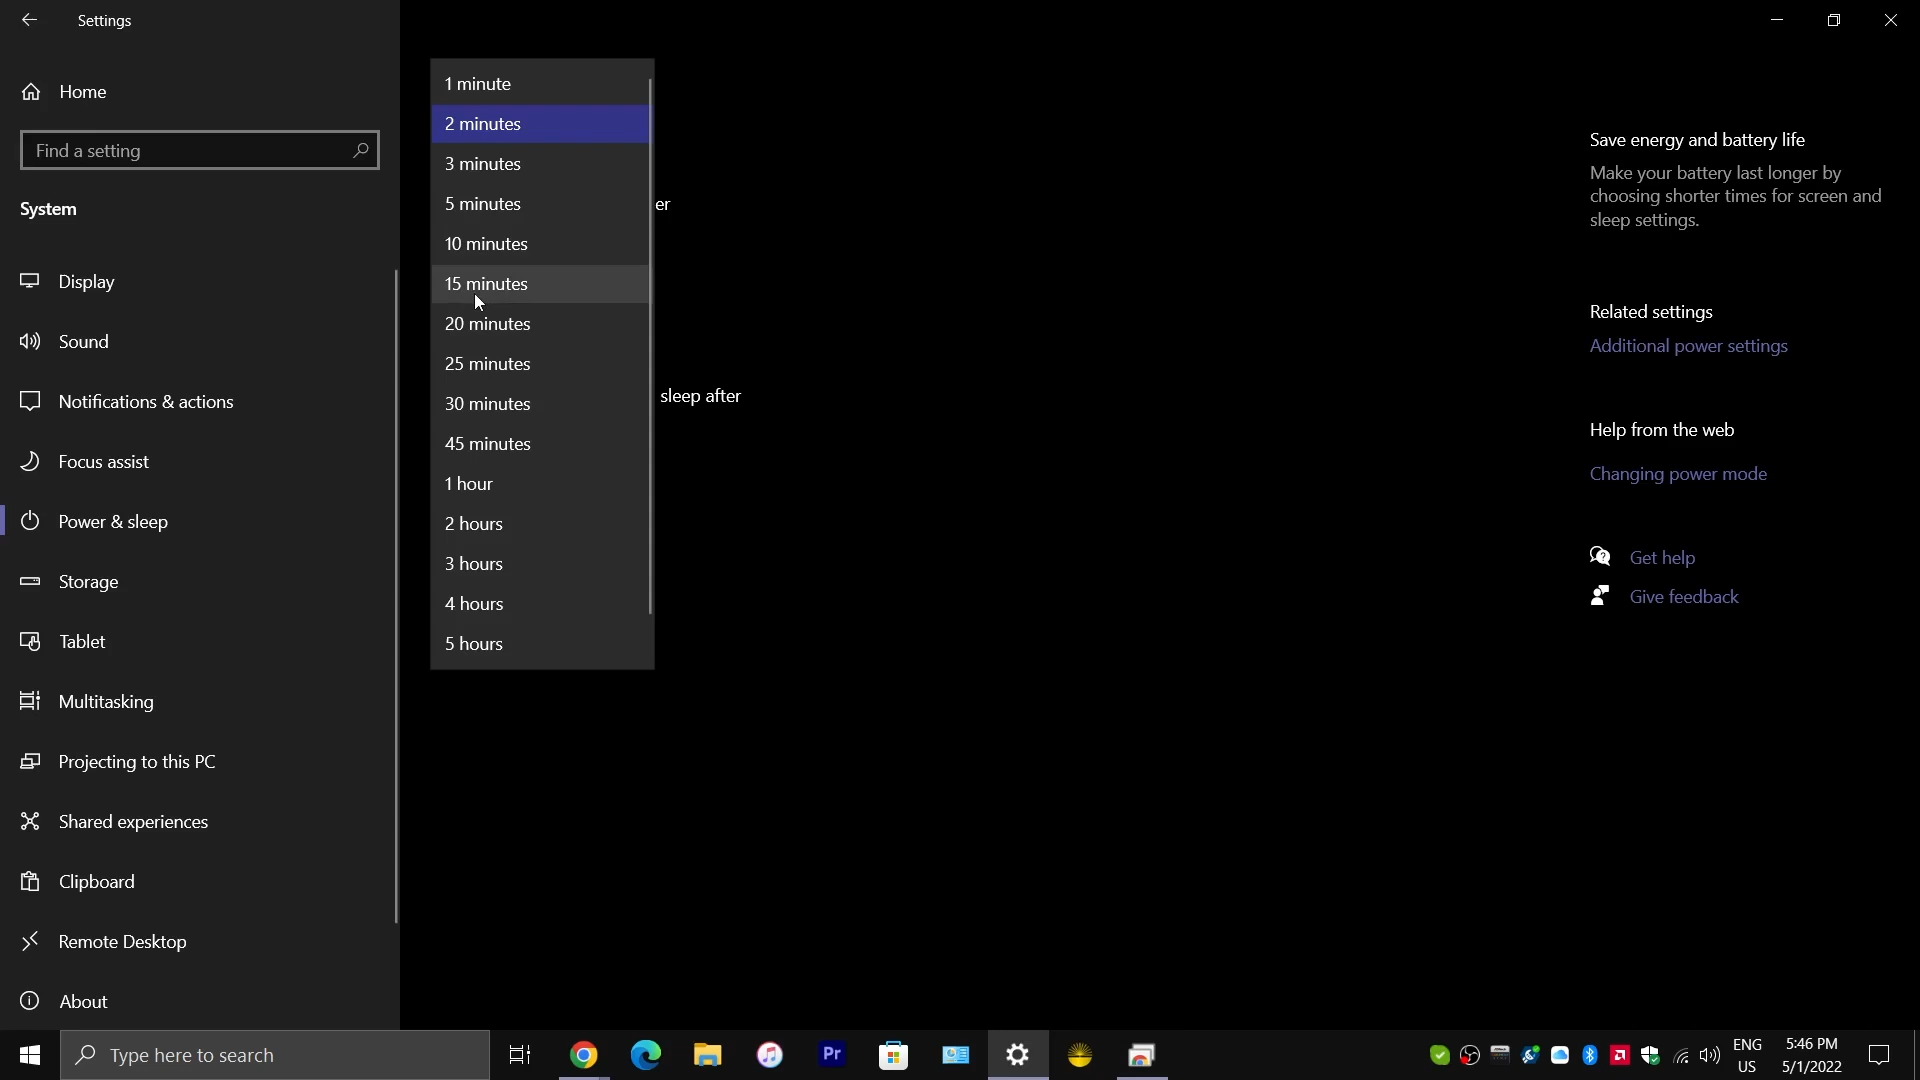 Settings
Home
Find a setting
System
Display
Sound
Notifications & actions
Focus assist
Power & sleep
Storage
Tablet
Multitasking
Projecting to this PC
Shared experiences
Clipboard
Remote Desktop
About
1 minute
2 minutes
3 minutes
5 minutes
10 minutes
15 minutes
20 minutes
25 minutes
30 minutes
45 minutes
1 hour
2 hours
3 hours
4 hours
5 hours
er
sleep after
Save energy and battery life
Make your battery last longer by
choosing shorter times for screen and
sleep settings.
Related settings
Additional power settings
Help from the web
Changing power mode
Get help
Give feedback
Type here to search
Pr
ENG
US
5:46 PM
5/1/2022